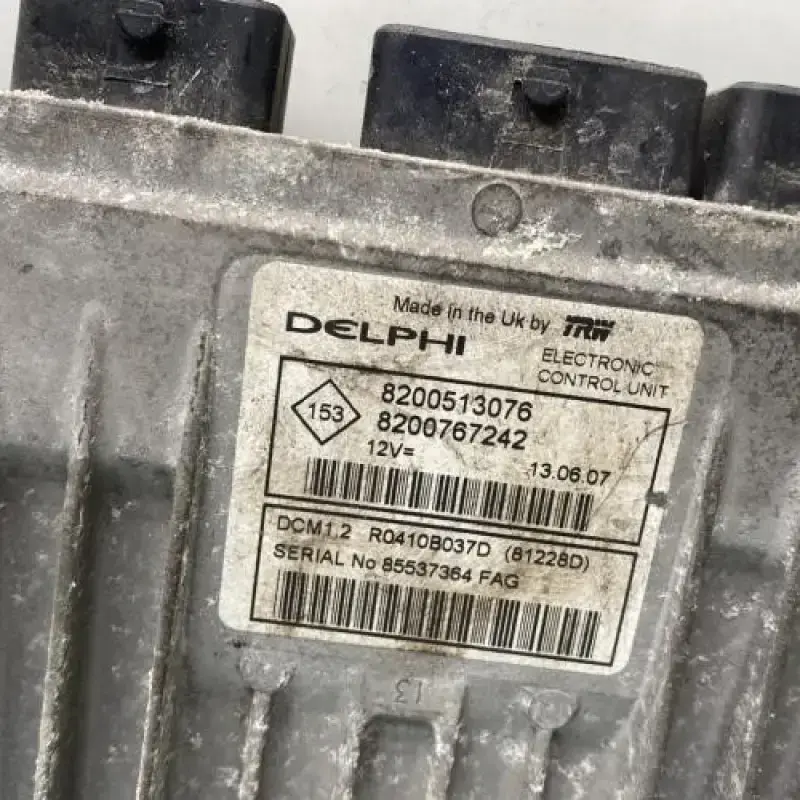 Made in the Uk by TRW
DELPHI
ELECTRONIC
CONTROL UNIT
153
8200513076
8200767242
12V=
13.06.07
DCM1.2 R0410B037D (81228D)
SERIAL No 85537364 FAG
13